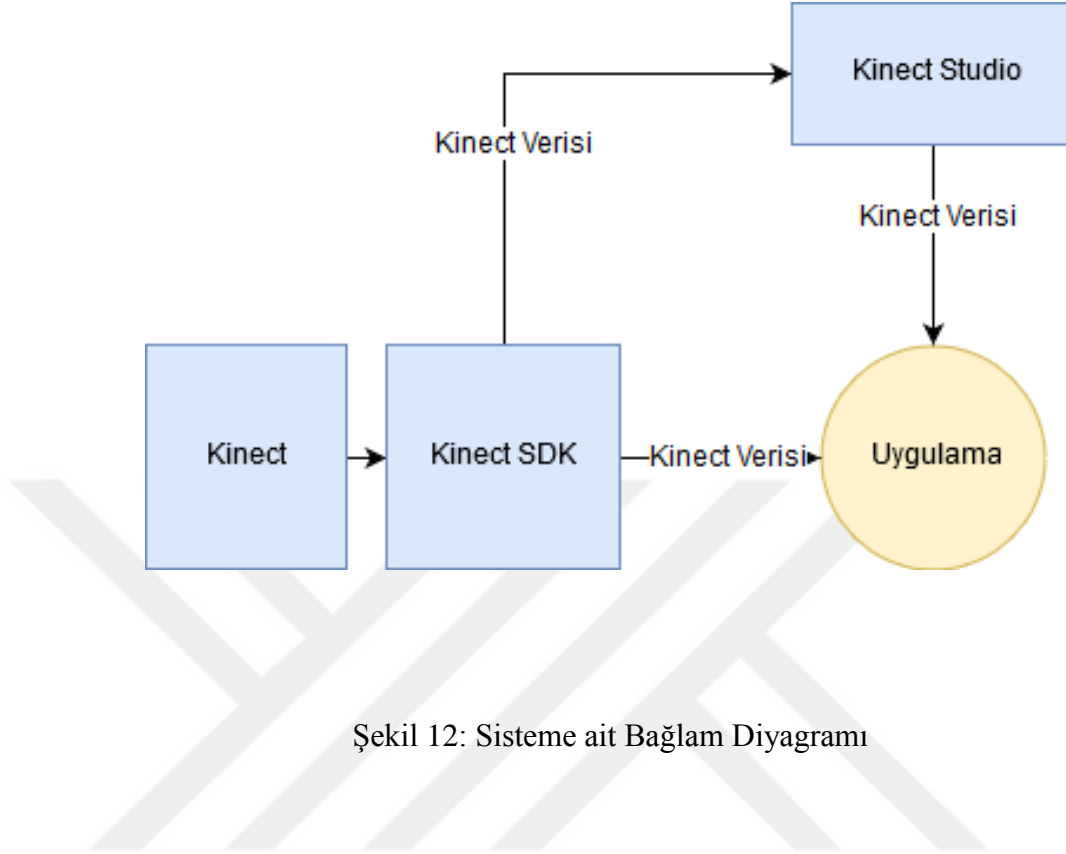 Kinect Studio
Kinect Verisi
Kinect Verisi
Kinect
Kinect SDK
Kinect Verisi
Uygulama
Şekil 12: Sisteme ait Bağlam Diyagramı